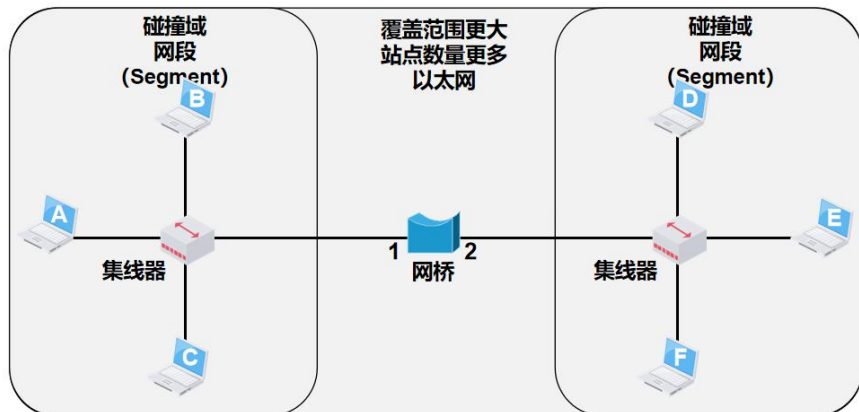 碰撞域
网段
（Segment）
B
A
集线器
C
覆盖范围更大
站点数量更多
以太网
1
2
网桥
碰撞域
网段
（Segment）
D
E
集线器
F